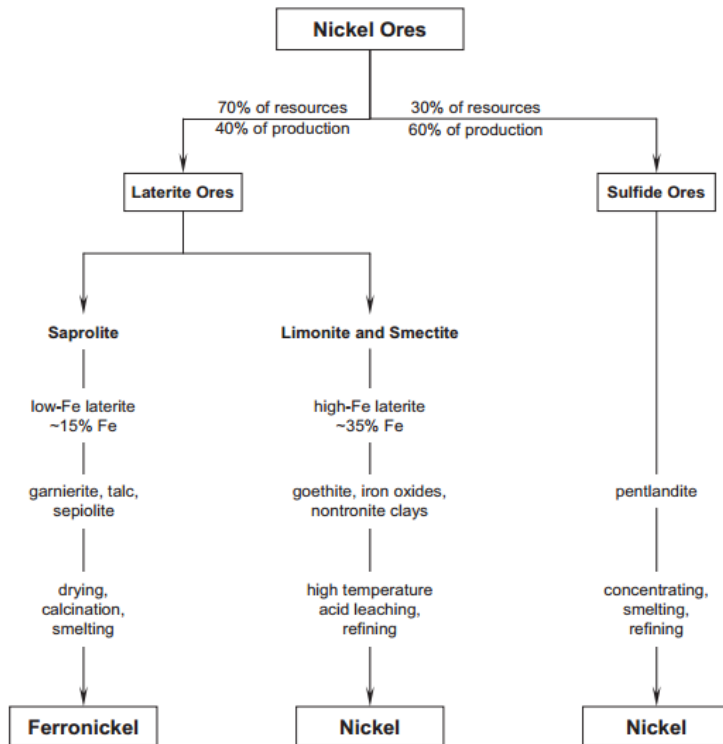 Nickel Ores
70% of resources
40% of production
30% of resources
60% of production
Laterite Ores
Sulfide Ores
Saprolite
Limonite and Smectite
low-Fe laterite
~15% Fe
high-Fe laterite
~35% Fe
garnierite, talc,
sepiolite
goethite, iron oxides,
nontronite clays
pentlandite
drying,
calcination,
smelting
high temperature
acid leaching,
refining
concentrating,
smelting,
refining
Ferronickel
Nickel
Nickel